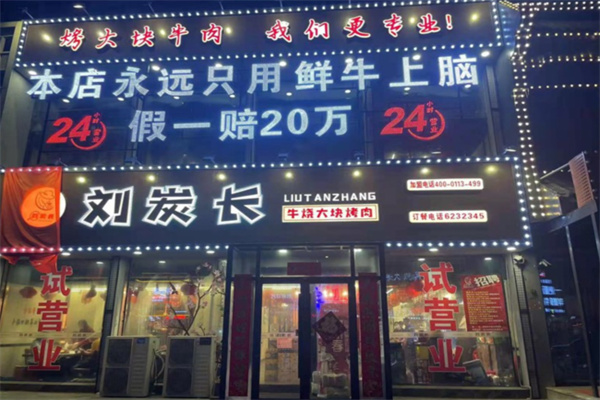 烤大块牛肉 我们更专业!
本店永远只用鲜牛上脑
24小时营业
假一赔20万
24小时营业
刘炭长
LIUTANZHANG
牛烧大块烤肉
加盟电话400-0113-499
订餐电话6232345
试营业
试营业
招聘